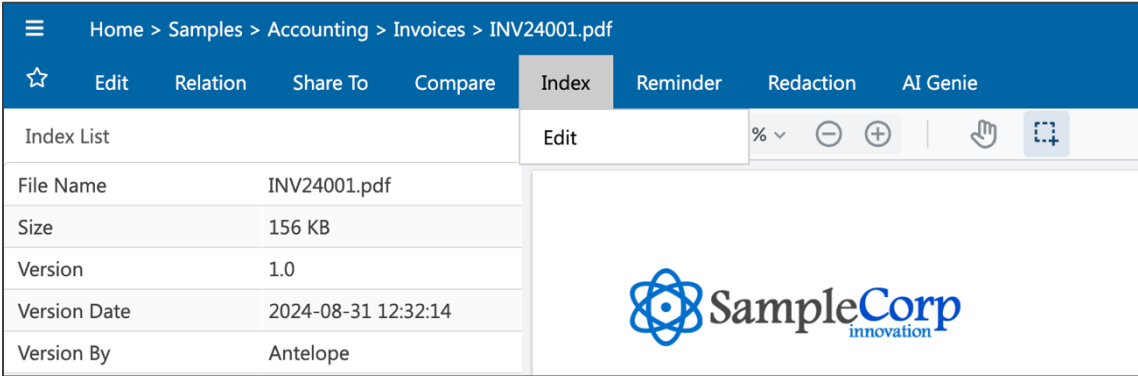 Home > Samples > Accounting > Invoices > INV24001.pdf
Edit Relation Share To Compare Index Reminder Redaction AI Genie
Index List Edit %
File Name INV24001.pdf
Size 156 KB
Version 1.0
Version Date 2024-08-31 12:32:14
Version By Antelope
SampleCorp
innovation